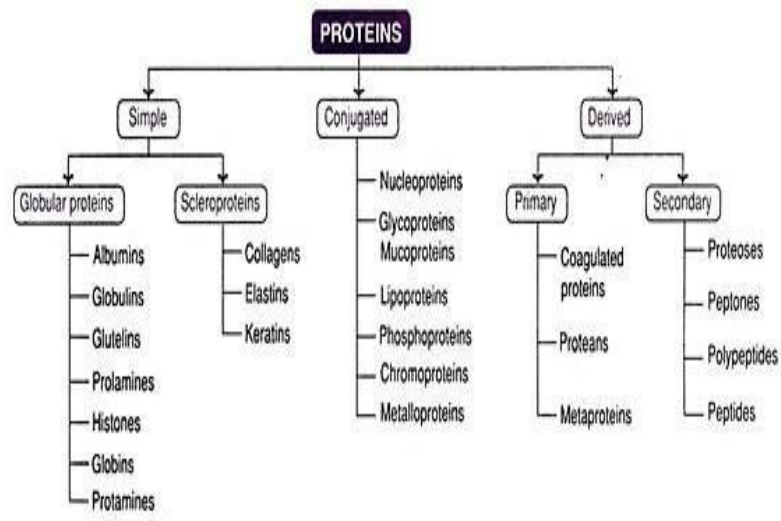 PROTEINS
Simple
Conjugated
Derived
Globular proteins
Scleroproteins
Primary
Secondary
Albumins
Globulins
Glutelins
Prolamines
Histones
Globins
Protamines
Collagens
Elastins
Keratins
Nucleoproteins
Glycoproteins
Mucoproteins
Lipoproteins
Phosphoproteins
Chromoproteins
Metalloproteins
Coagulated
proteins
Proteans
Metaproteins
Proteoses
Peptones
Polypeptides
Peptides